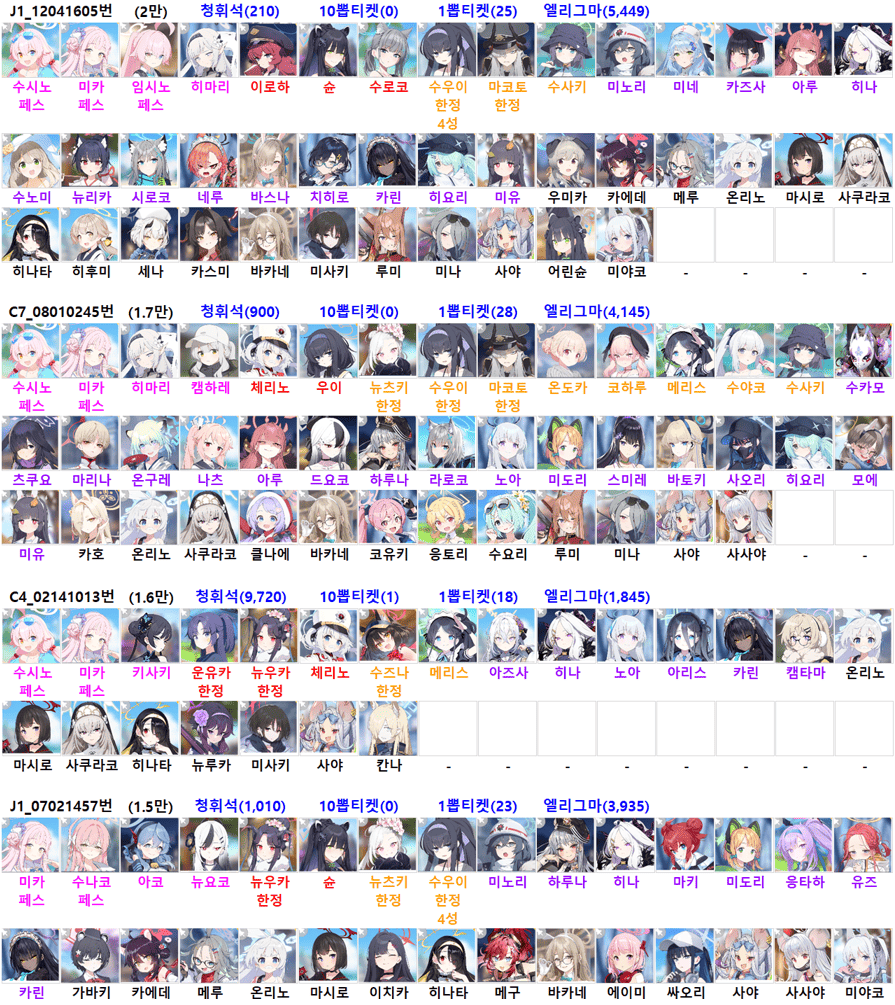 J1_12041605번 (2만) 청휘석(210) 10뽑티켓(0) 1뽑티켓(25) 엘리그마(5,449)
수시노 미카 임시노 히마리 이로하 슌 수로코 수우이 마코토 수사키 미노리 미네 카즈사 아루 히나
페스 페스 페스 한정 한정
4성
수노미 뉴리카 시로코 네루 바스나 치히로 카린 히요리 미유 우미카 카에데 메루 온리노 마시로 사쿠라코
히나타 히후미 세나 카스미 바카네 미사키 루미 미나 사야 어린슌 미야코 - - - -
C7_08010245번 (1.7만) 청휘석(900) 10뽑티켓(0) 1뽑티켓(28) 엘리그마(4,145)
수시노 미카 히마리 캠하레 체리노 우이 뉴츠키 수우이 마코토 온도카 코하루 메리스 수야코 수사키 수카모
페스 페스 한정 한정 한정
츠쿠요 마리나 온구레 나츠 아루 드요코 하루나 라로코 노아 미도리 스미레 바토키 사오리 히요리 모에
미유 카호 온리노 사쿠라코 클나에 바카네 코유키 응토리 수요리 루미 미나 사야 사사야 - -
C4_02141013번 (1.6만) 청휘석(9,720) 10뽑티켓(1) 1뽑티켓(18) 엘리그마(1,845)
수시노 미카 키사키 운유카 뉴우카 체리노 수즈나 메리스 아즈사 히나 노아 아리스 카린 캠타마 온리노
페스 페스 한정 한정 한정
마시로 사쿠라코 히나타 뉴루카 미사키 사야 칸나 - - - - - - - -
J1_07021457번 (1.5만) 청휘석(1,010) 10뽑티켓(0) 1뽑티켓(23) 엘리그마(3,935)
미카 수나코 아코 뉴요코 뉴우카 슌 뉴츠키 수우이 미노리 하루나 히나 마키 미도리 응타하 유즈
페스 페스 한정 한정 한정
4성
카린 가바키 카에데 메루 온리노 마시로 이치카 히나타 메구 바카네 에이미 싸오리 사야 사사야 미야코